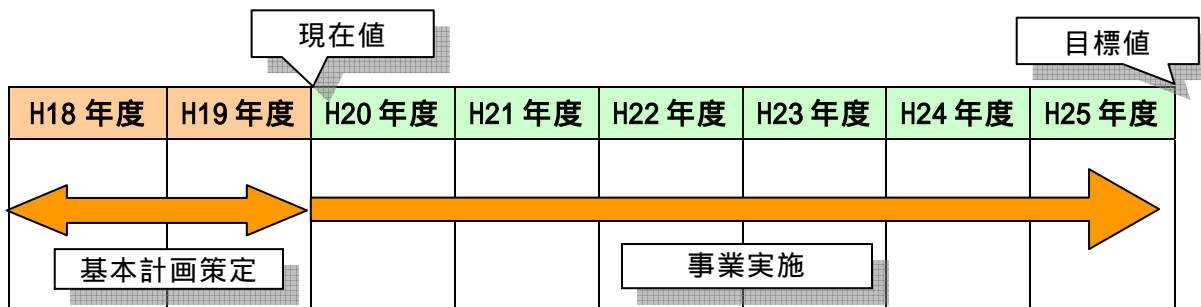 現在値
目標値
H18 年度 H19 年度 H20 年度 H21 年度 H22 年度 H23 年度 H24 年度 H25 年度
基本計画策定 事業実施